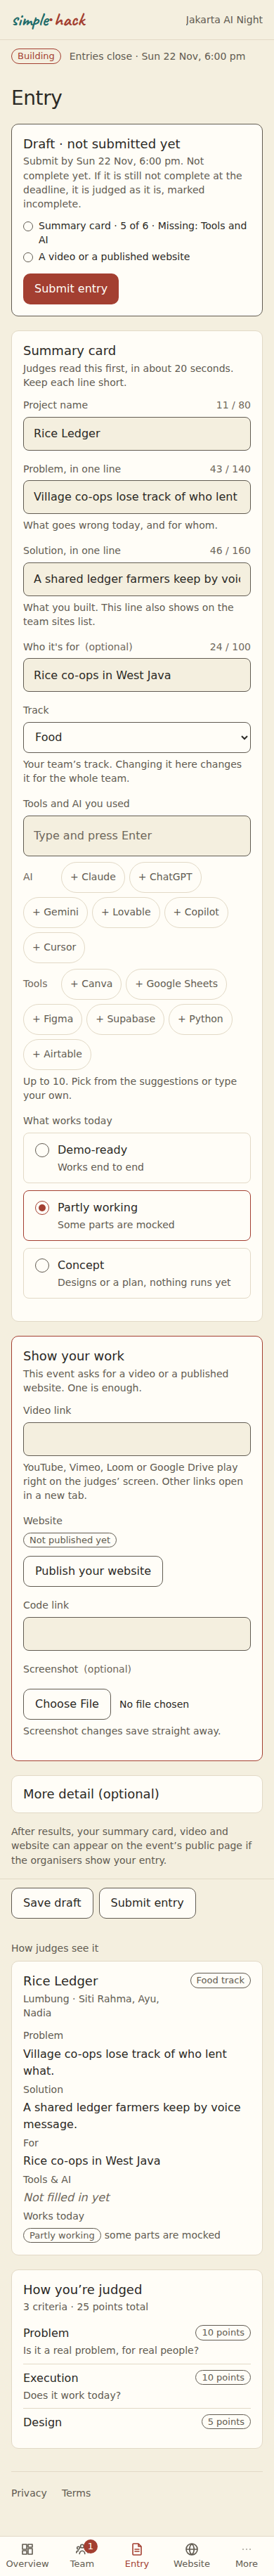 simple hack
Jakarta AI Night
Building
Entries close · Sun 22 Nov, 6:00 pm
Entry
Draft · not submitted yet
Submit by Sun 22 Nov, 6:00 pm. Not
complete yet. If it is still not complete at the
deadline, it is judged as it is, marked
incomplete.
Summary card · 5 of 6 · Missing: Tools and
AI
A video or a published website
Submit entry
Summary card
Judges read this first, in about 20 seconds.
Keep each line short.
Project name
11 / 80
Rice Ledger
Problem, in one line
43 / 140
Village co-ops lose track of who lent
What goes wrong today, and for whom.
Solution, in one line
46 / 160
A shared ledger farmers keep by voic
What you built. This line also shows on the
team sites list.
Who it's for (optional)
24 / 100
Rice co-ops in West Java
Track
Food
Your team's track. Changing it here changes
it for the whole team.
Tools and AI you used
Type and press Enter
AI
+ Claude
+ ChatGPT
+ Gemini
+ Lovable
+ Copilot
+ Cursor
Tools
+ Canva
+ Google Sheets
+ Figma
+ Supabase
+ Python
+ Airtable
Up to 10. Pick from the suggestions or type
your own.
What works today
Demo-ready
Works end to end
Partly working
Some parts are mocked
Concept
Designs or a plan, nothing runs yet
Show your work
This event asks for a video or a published
website. One is enough.
Video link
YouTube, Vimeo, Loom or Google Drive play
right on the judges' screen. Other links open
in a new tab.
Website
Not published yet
Publish your website
Code link
Screenshot (optional)
Choose File
No file chosen
Screenshot changes save straight away.
More detail (optional)
After results, your summary card, video and
website can appear on the event's public page if
the organisers show your entry.
Save draft
Submit entry
How judges see it
Rice Ledger
Food track
Lumbung · Siti Rahma, Ayu,
Nadia
Problem
Village co-ops lose track of who lent
what.
Solution
A shared ledger farmers keep by voice
message.
For
Rice co-ops in West Java
Tools & AI
Not filled in yet
Works today
Partly working some parts are mocked
How you're judged
3 criteria · 25 points total
Problem
10 points
Is it a real problem, for real people?
Execution
10 points
Does it work today?
Design
5 points
Privacy
Terms
1
Overview
Team
Entry
Website
More